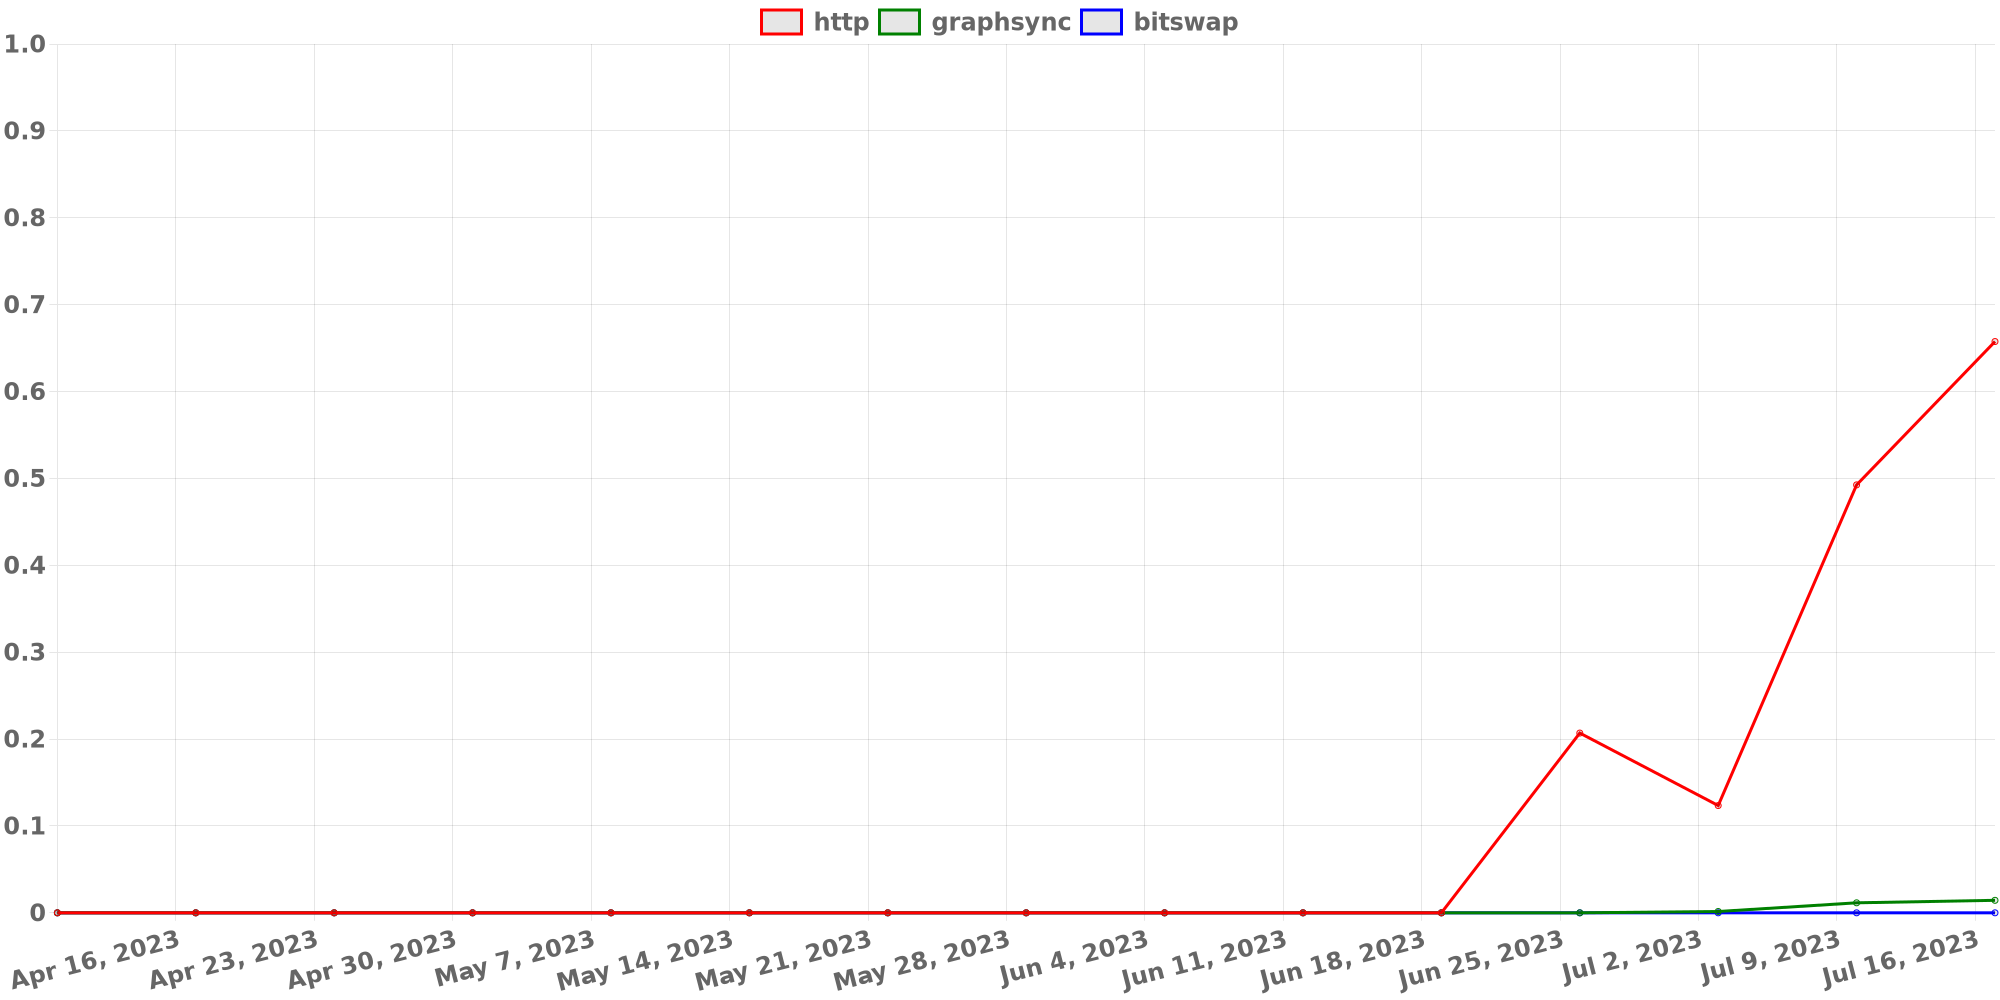 http graphsync bitswap
1.0
0.9
0.8
0.7
0.6
0.5
0.4
0.3
0.2
0.1
0
Apr 16, 2023
Apr 23, 2023
Apr 30, 2023
May 7, 2023
May 14, 2023
May 21, 2023
May 28, 2023
Jun 4, 2023
Jun 11, 2023
Jun 18, 2023
Jun 25, 2023
Jul 2, 2023
Jul 9, 2023
Jul 16, 2023